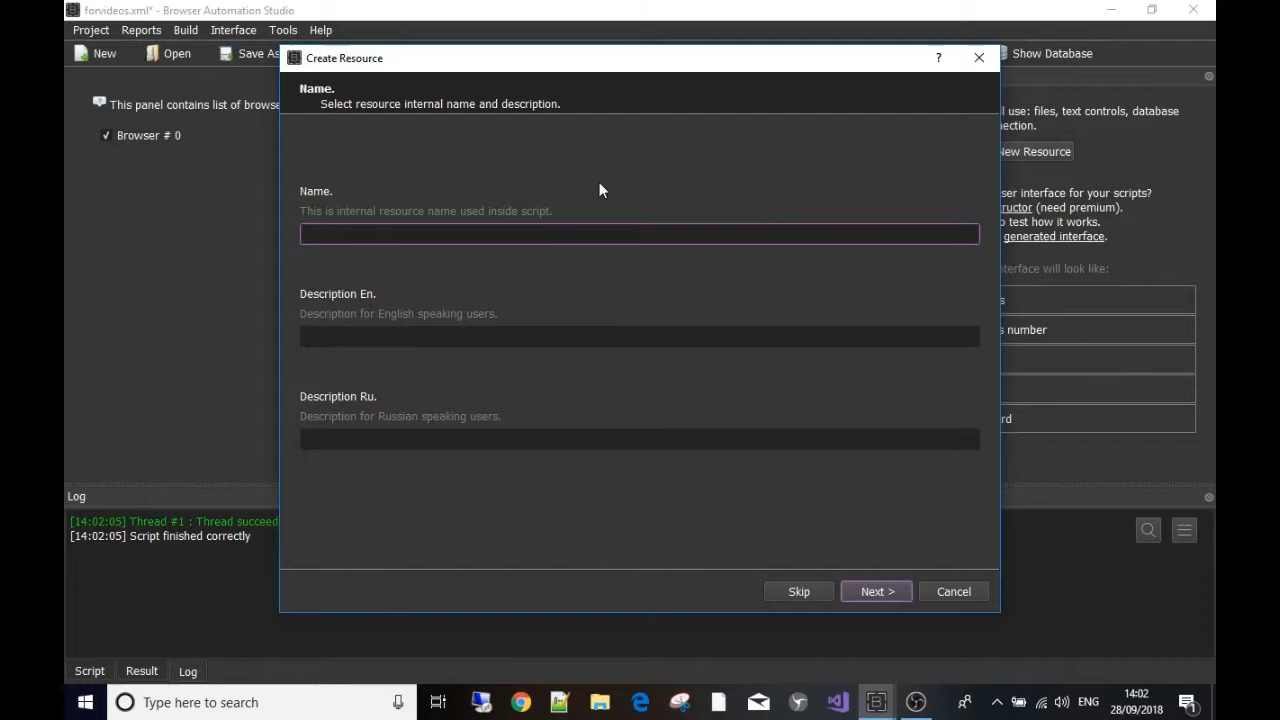 forvideos.xml* - Browser Automation Studio
Project Reports Build Interface Tools Help
New Open Save As Show Database
Create Resource
?
Name.
Select resource internal name and description.
This panel contains list of browse
Browser # 0
Name.
This is internal resource name used inside script.
Description En.
Description for English speaking users.
Description Ru.
Description for Russian speaking users.
Skip Next > Cancel
l use: files, text controls, database
ection.
New Resource
ser interface for your scripts?
ructor (need premium).
o test how it works.
generated interface.
nterface will look like:
s
s number
rd
Log
[14:02:05] Thread #1 : Thread succeed
[14:02:05] Script finished correctly
Script Result Log
Type here to search
ENG
14:02
28/09/2018
1